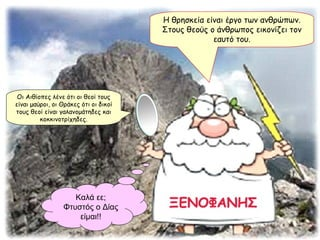 Η θρησκεία είναι έργο των ανθρώπων.
Στους θεούς ο άνθρωπος εικονίζει τον
εαυτό του.
Οι Αιθίοπες λένε ότι οι θεοί τους
είναι μαύροι, οι Θράκες ότι οι δικοί
τους θεοί είναι γαλανομάτηδες και
κοκκινοτρίχηδες.
Καλά εε;
Φτυστός ο Δίας
είμαι!!
ΞΕΝΟΦΑΝΗΣ